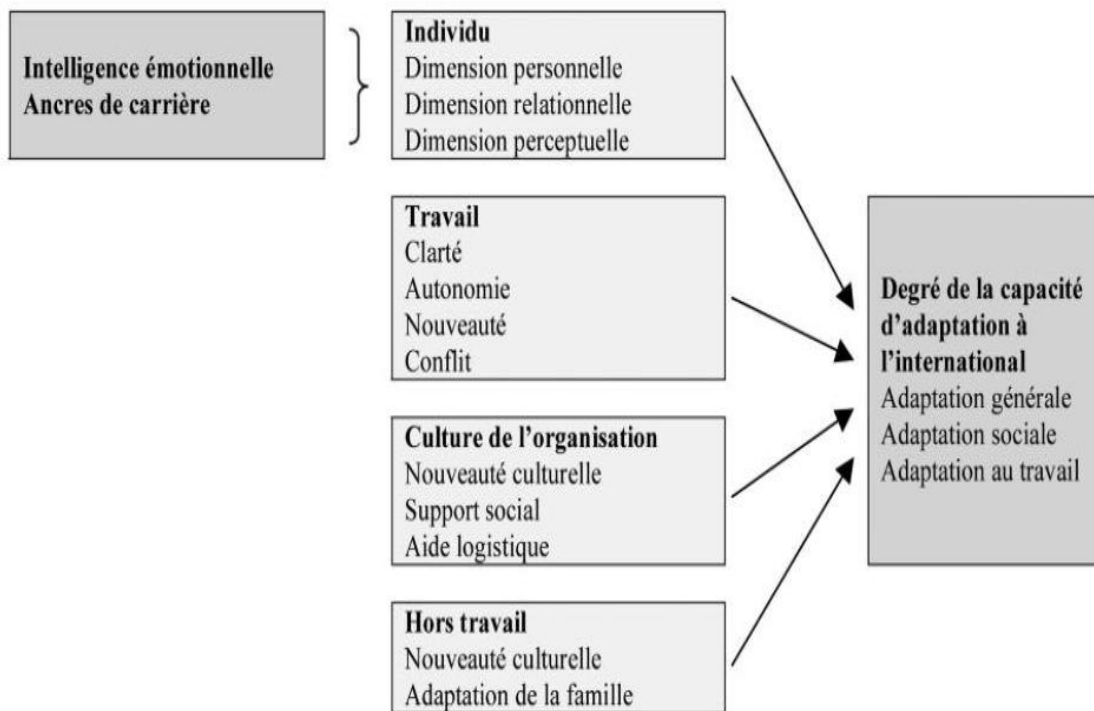 Intelligence émotionnelle
Ancres de carrière
Individu
Dimension personnelle
Dimension relationnelle
Dimension perceptuelle
Travail
Clarté
Autonomie
Nouveauté
Conflit
Culture de l'organisation
Nouveauté culturelle
Support social
Aide logistique
Hors travail
Nouveauté culturelle
Adaptation de la famille
Degré de la capacité
d'adaptation à
l'international
Adaptation générale
Adaptation sociale
Adaptation au travail